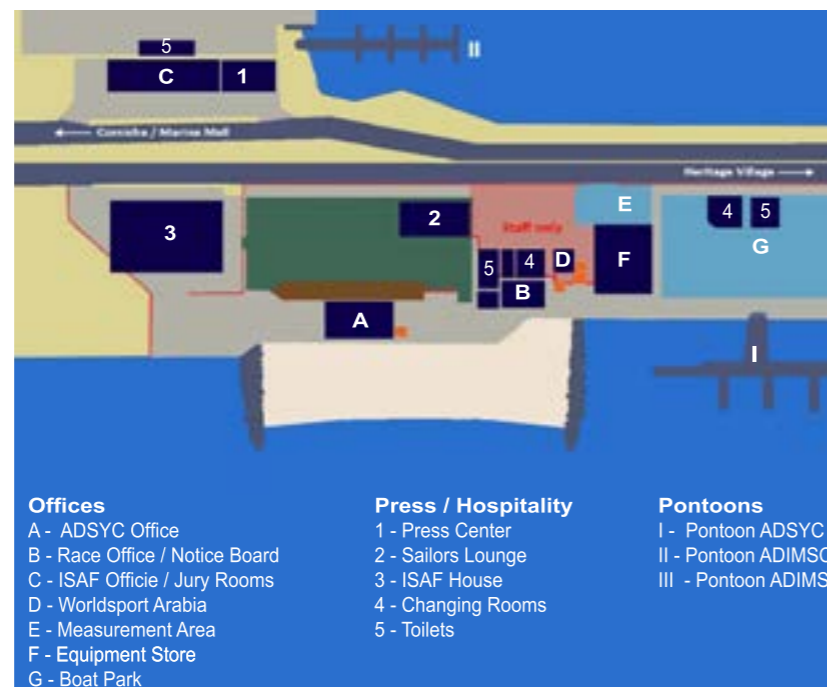 5
C 1
II
Corniche / Marina Mall
Heritage Village
3
2
Staff only
E
4 5
5 4 D F G
B
A
I
Offices
A - ADSYC Office
B - Race Office / Notice Board
C - ISAF Officie / Jury Rooms
D - Worldsport Arabia
E - Measurement Area
F - Equipment Store
G - Boat Park
Press / Hospitality
1 - Press Center
2 - Sailors Lounge
3 - ISAF House
4 - Changing Rooms
5 - Toilets
Pontoons
I - Pontoon ADSYC
II - Pontoon ADIMSC
III - Pontoon ADIMS